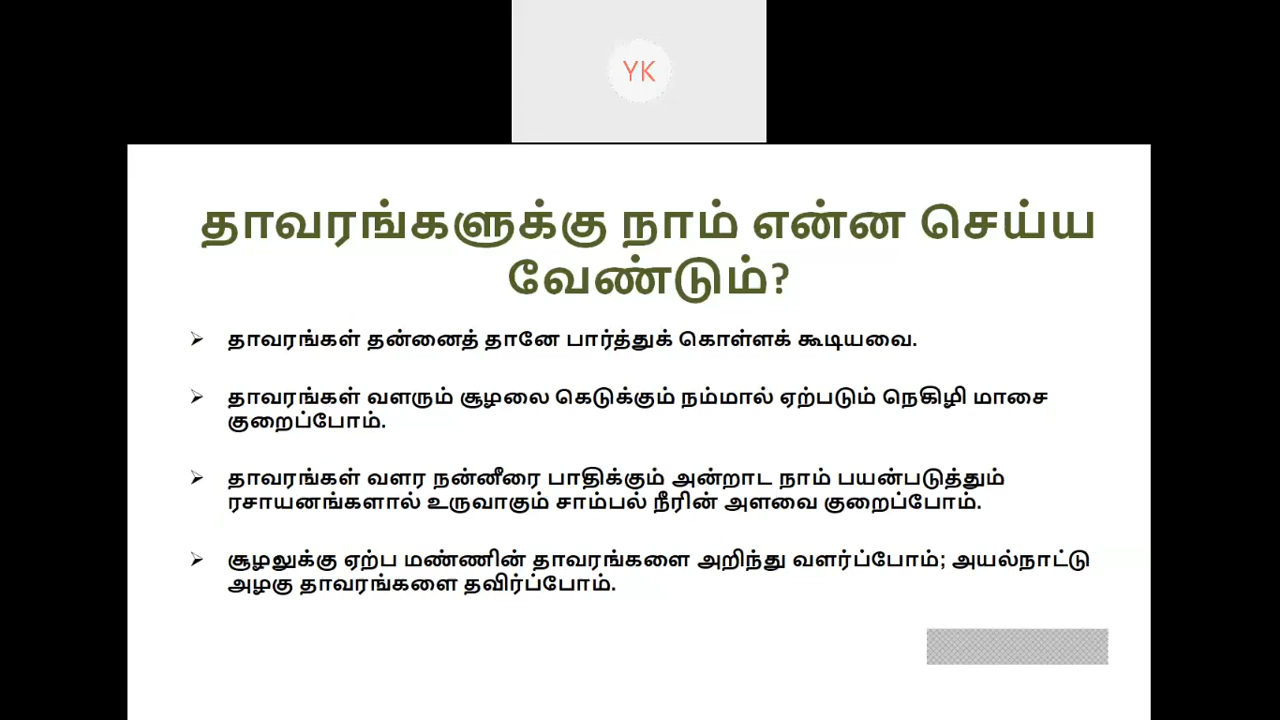 YK
தாவரங்களுக்கு நாம் என்ன செய்ய
வேண்டும்?
தாவரங்கள் தன்னைத் தானே பார்த்துக் கொள்ளக் கூடியவை.
தாவரங்கள் வளரும் சூழலை கெடுக்கும் நம்மால் ஏற்படும் நெகிழி மாசை
குறைப்போம்.
தாவரங்கள் வளர நன்னீரை பாதிக்கும் அன்றாட நாம் பயன்படுத்தும்
ரசாயனங்களால் உருவாகும் சாம்பல் நீரின் அளவை குறைப்போம்.
சூழலுக்கு ஏற்ப மண்ணின் தாவரங்களை அறிந்து வளர்ப்போம்; அயல்நாட்டு
அழகு தாவரங்களை தவிர்ப்போம்.